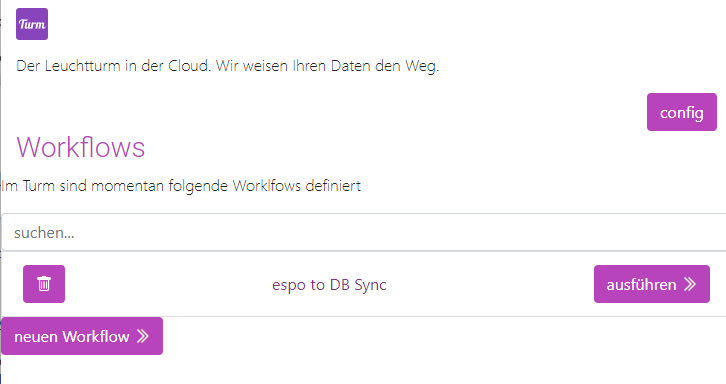 Turm
Der Leuchtturm in der Cloud. Wir weisen Ihren Daten den Weg.
config
Workflows
Im Turm sind momentan folgende Worklfows definiert
suchen...
espo to DB Sync
ausführen
neuen Workflow